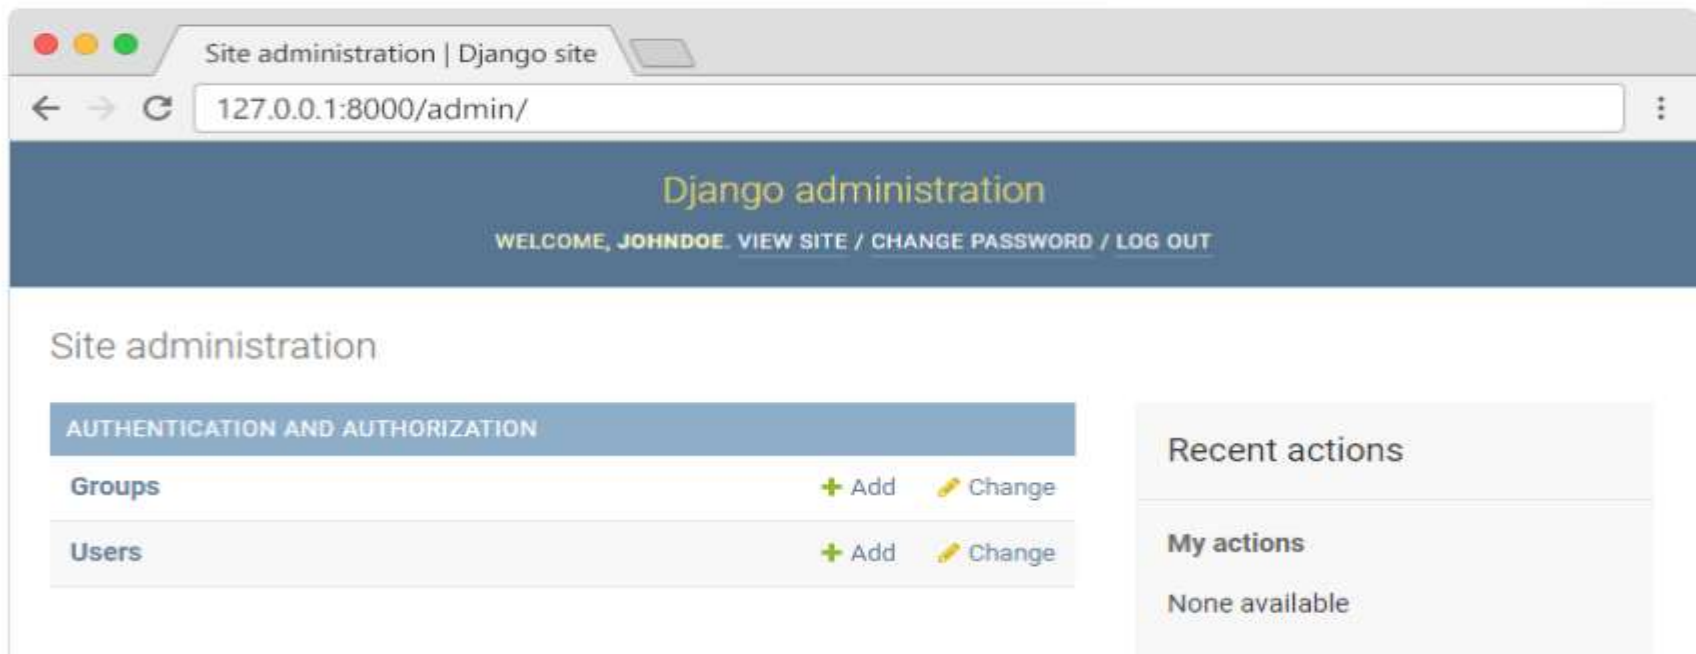 Site administration | Django site
127.0.0.1:8000/admin/
Django administration
WELCOME, JOHNDOE. VIEW SITE / CHANGE PASSWORD / LOG OUT
Site administration
AUTHENTICATION AND AUTHORIZATION
Groups Add Change
Users Add Change
Recent actions
My actions
None available